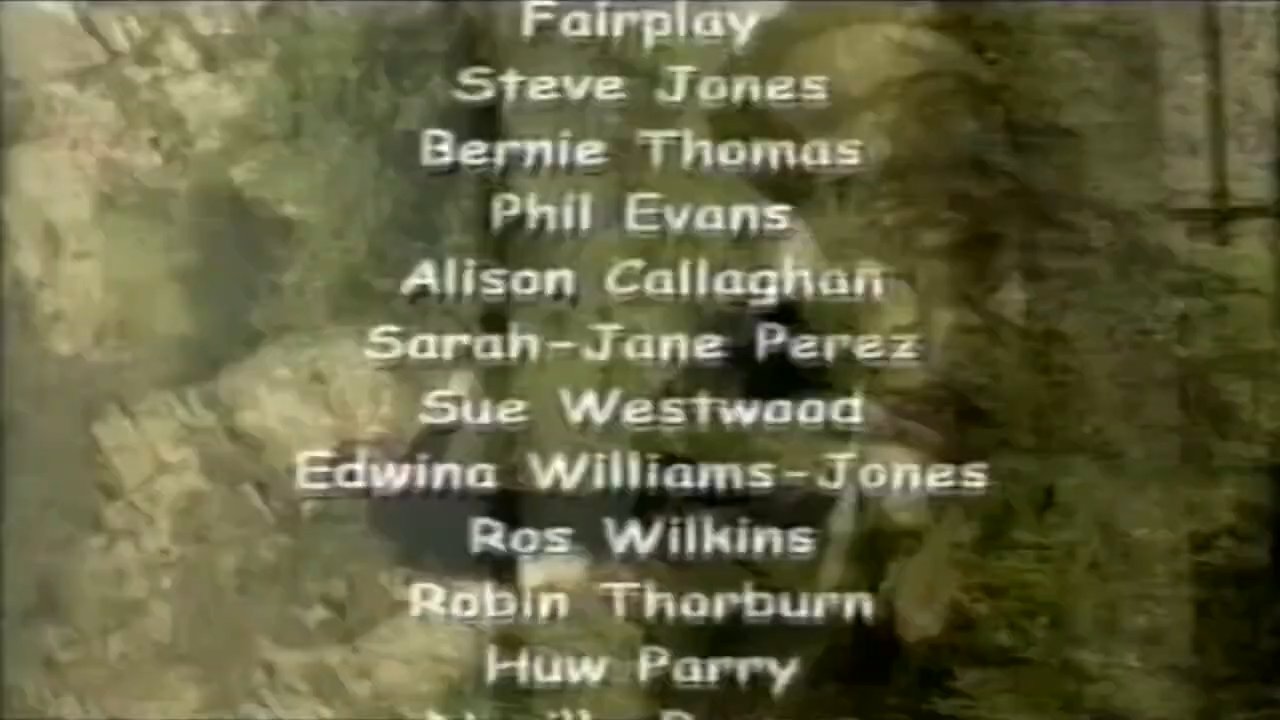 Fairplay
Steve Jones
Bernie Thomas
Phil Evans
Alison Callaghan
Sarah-Jane Perez
Sue Westwood
Edwina Williams-Jones
Ros Wilkins
Robin Thorburn
Huw Parry